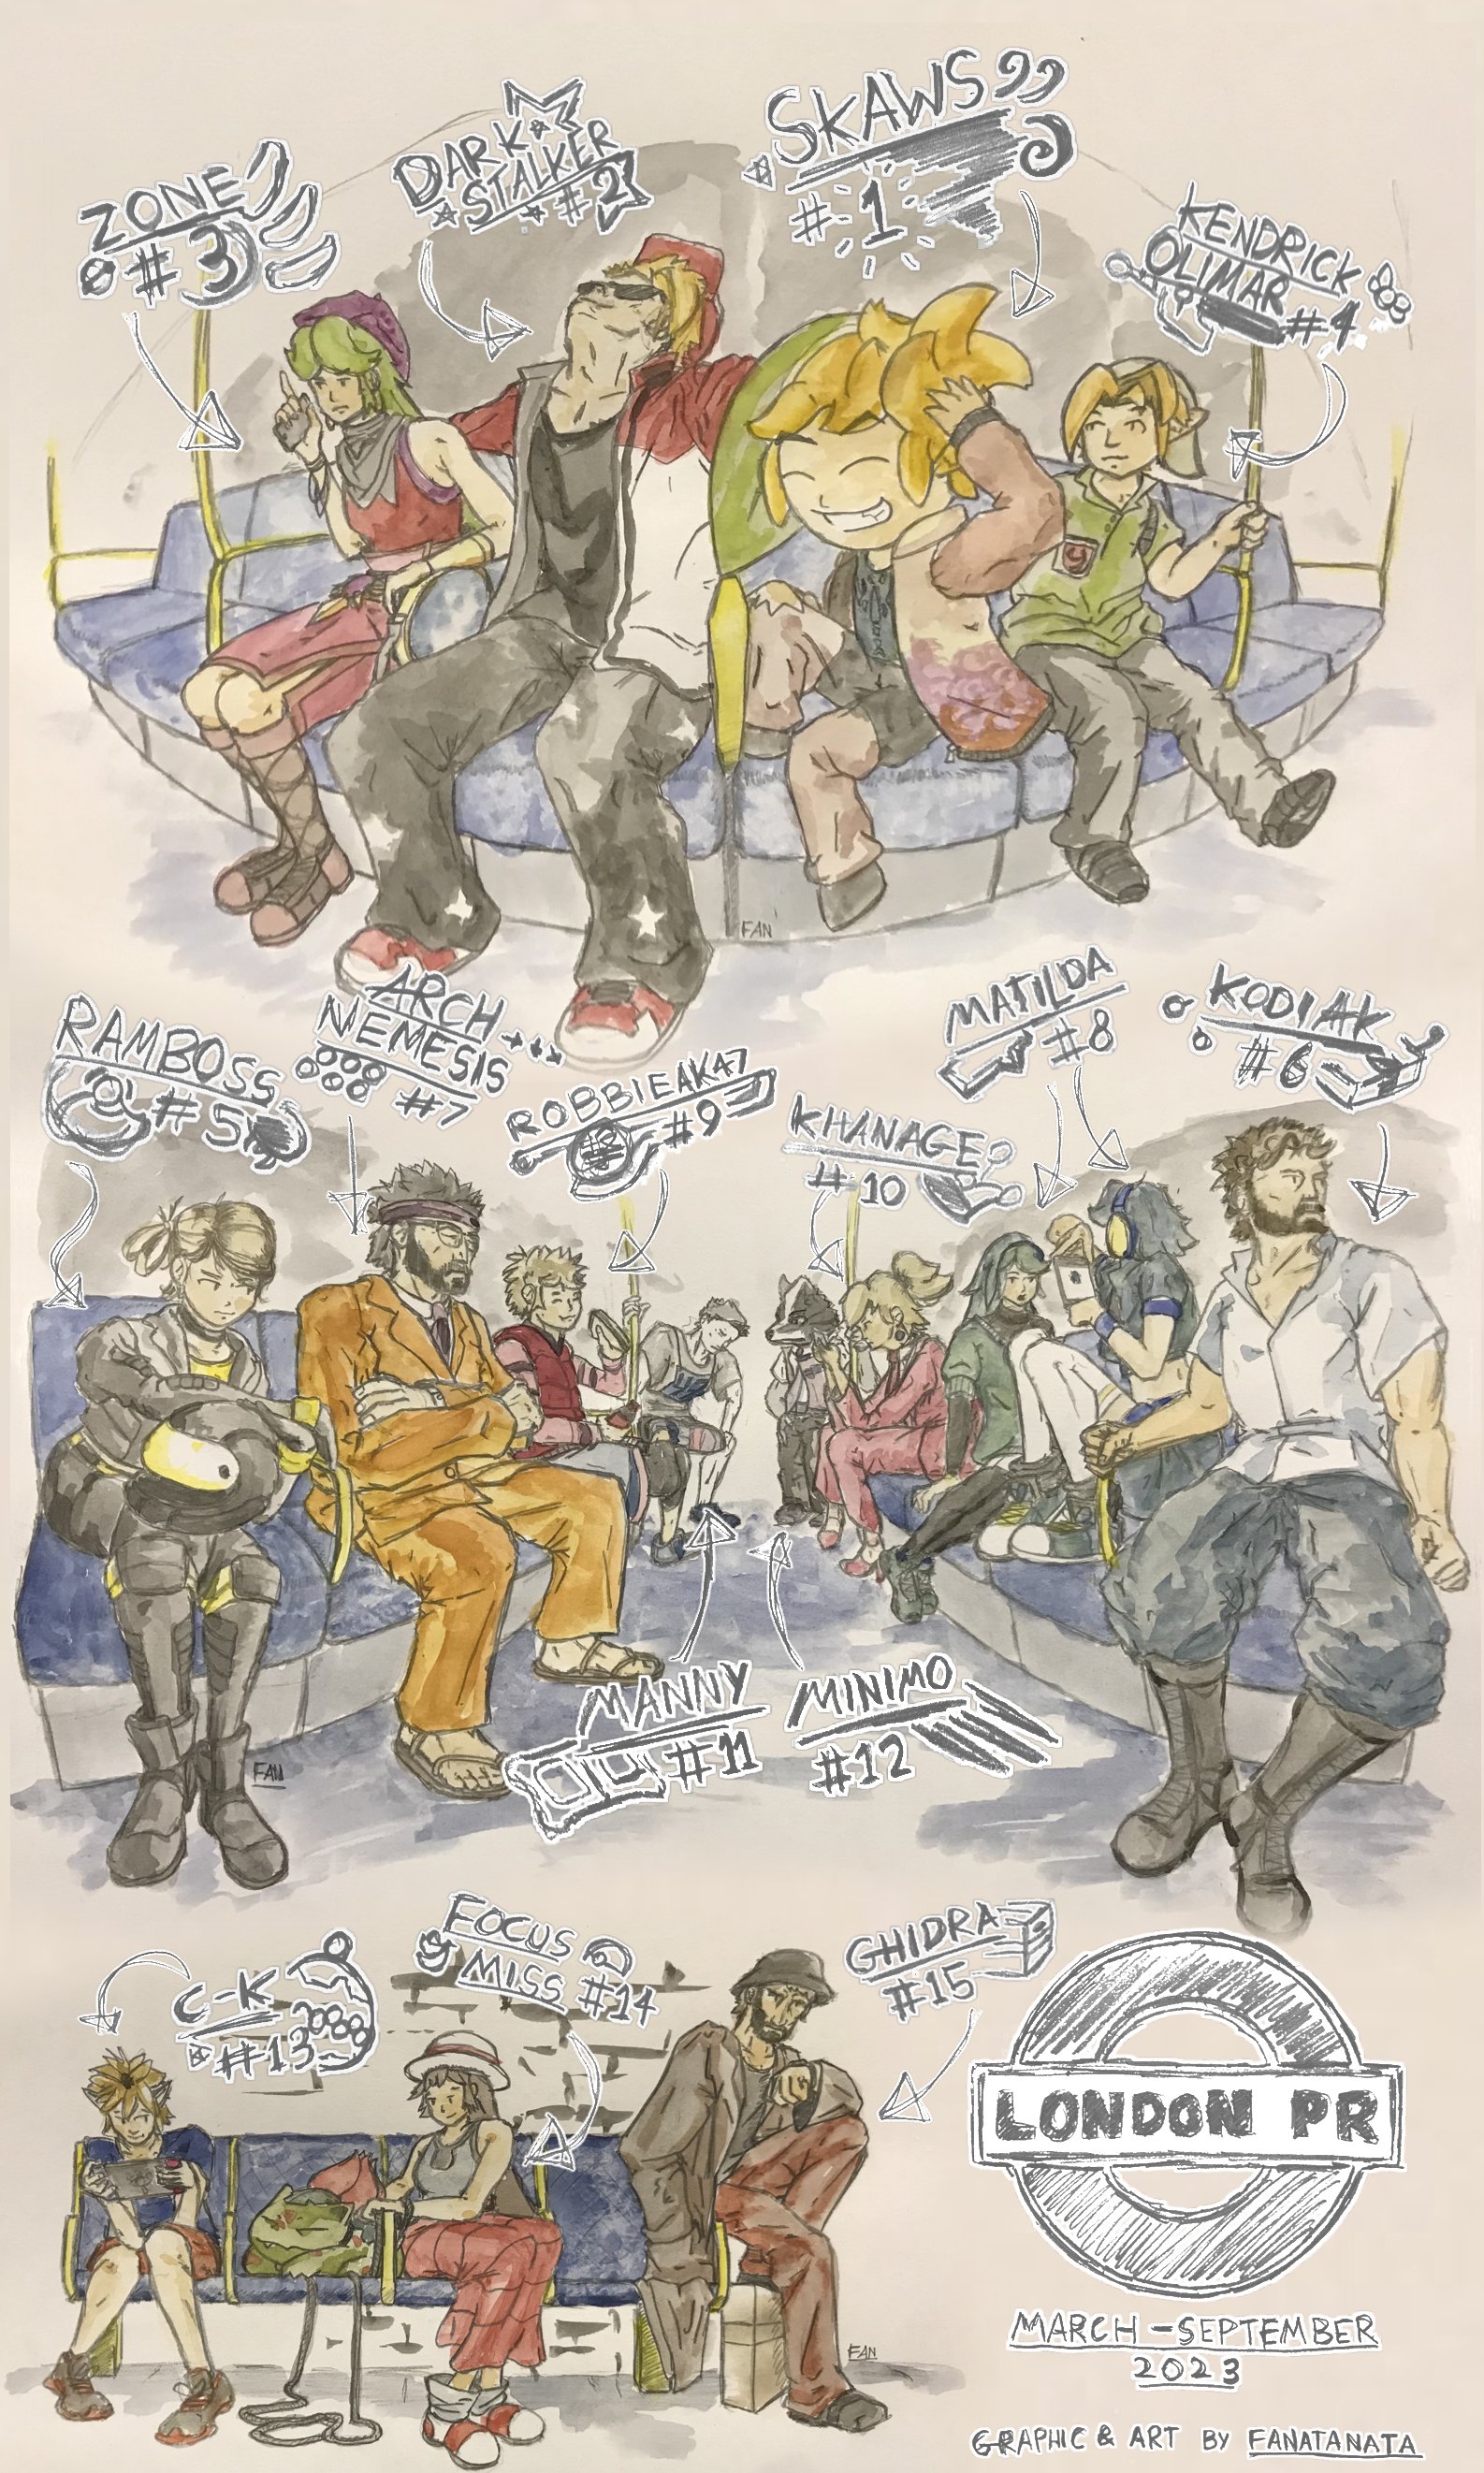 SKAWS
#1
DARK
STALKER
#2
ZONE
#3
KENDRICK
OLIMAR #4
FAN
RAMBOSS
#5
ARCH
NEMESIS
#7
ROBBIEAK47
#9
KHANAGE
#10
MATILDA
#8
KODIAK
#6
MANNY
#11
MINIMO
#12
FAN
C-K
#13
FOCUS
MISS #14
GHIDRA
#15
FAN
LONDON PR
MARCH-SEPTEMBER
2023
GRAPHIC & ART BY FANATANATA